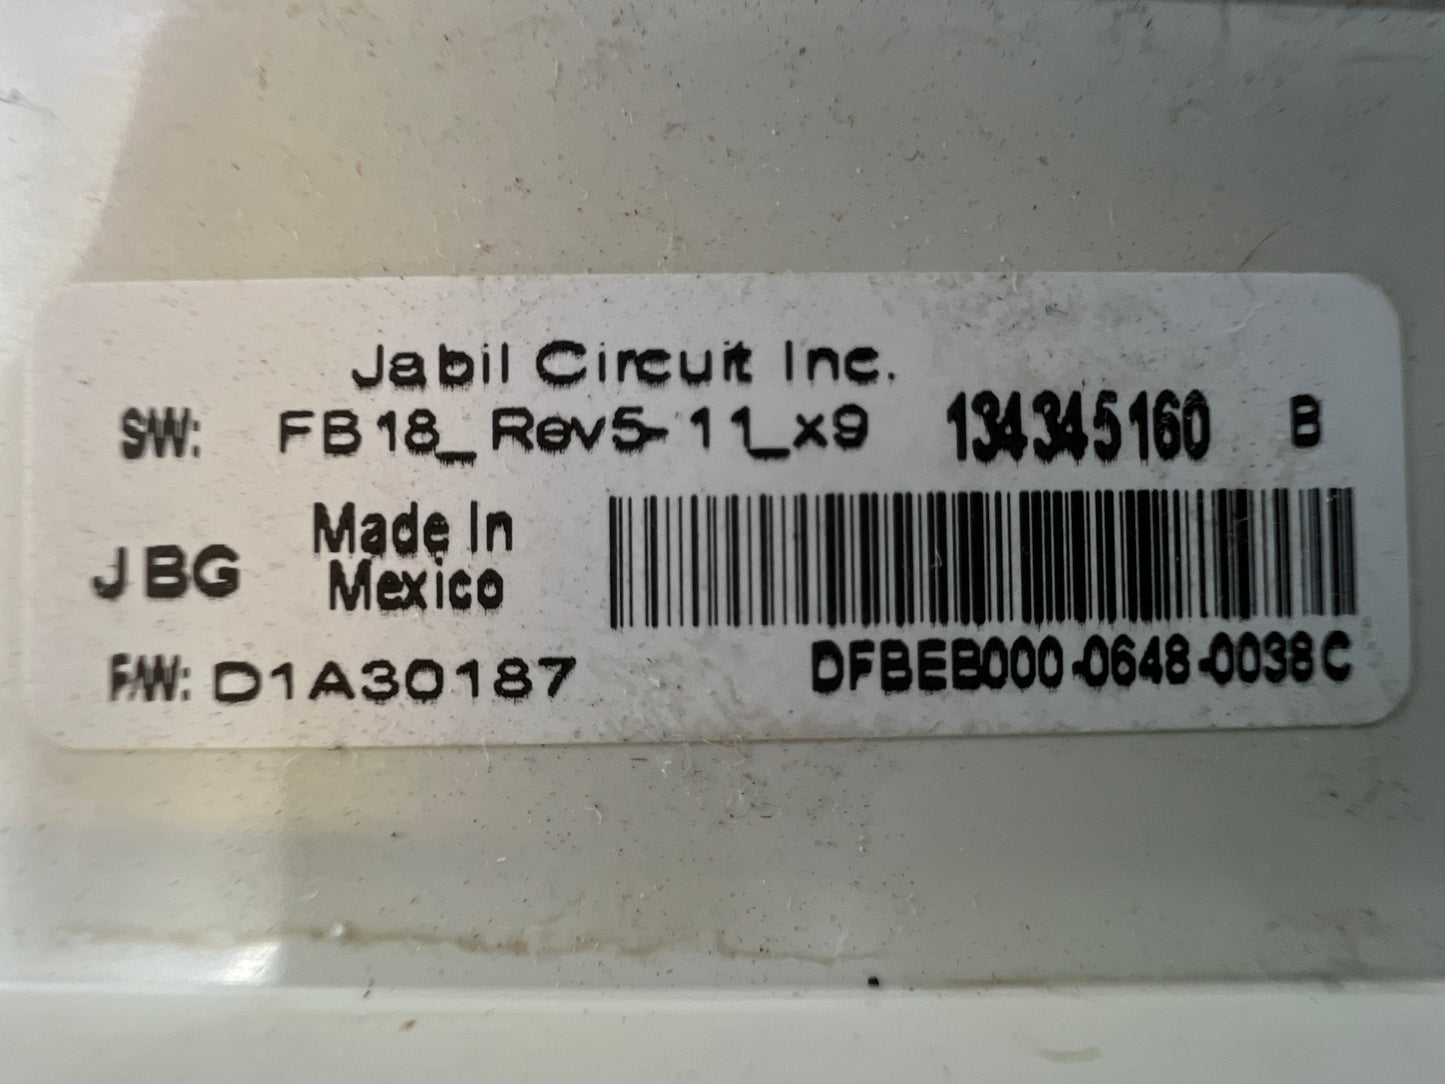 Jabil Circuit Inc.
SW: FB18_Rev5-11_x9 134345160 B
JBG Made In
Mexico
F/W: D1A30187 DFBEB000-0648-0038C